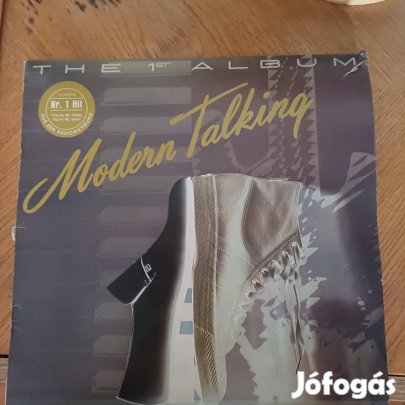 THE 1ST ALBUM
Nr. 1 Hit
"You're My Heart,
You're My Soul"
Modern Talking
Jófogás